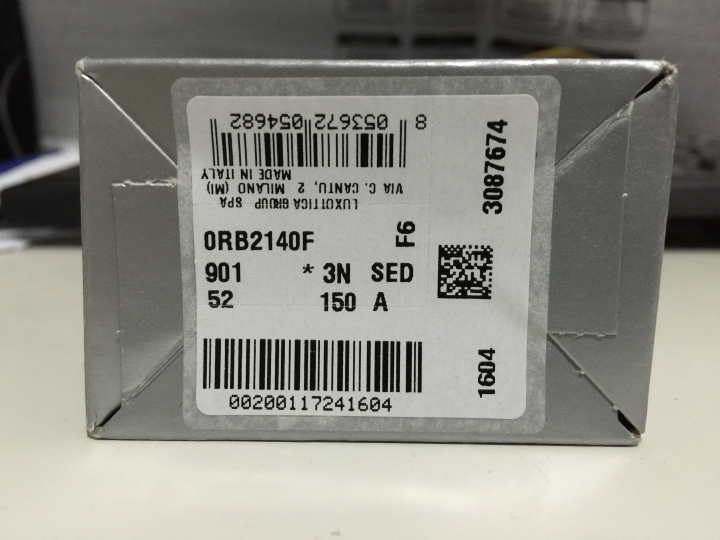 8 053672 054682
LUXOTTICA GROUP SPA
VIA C. CANTU, 2 MILANO (MI)
MADE IN ITALY
0RB2140F
F6
901 * 3N SED
52 150 A
3087674
1604
00200117241604